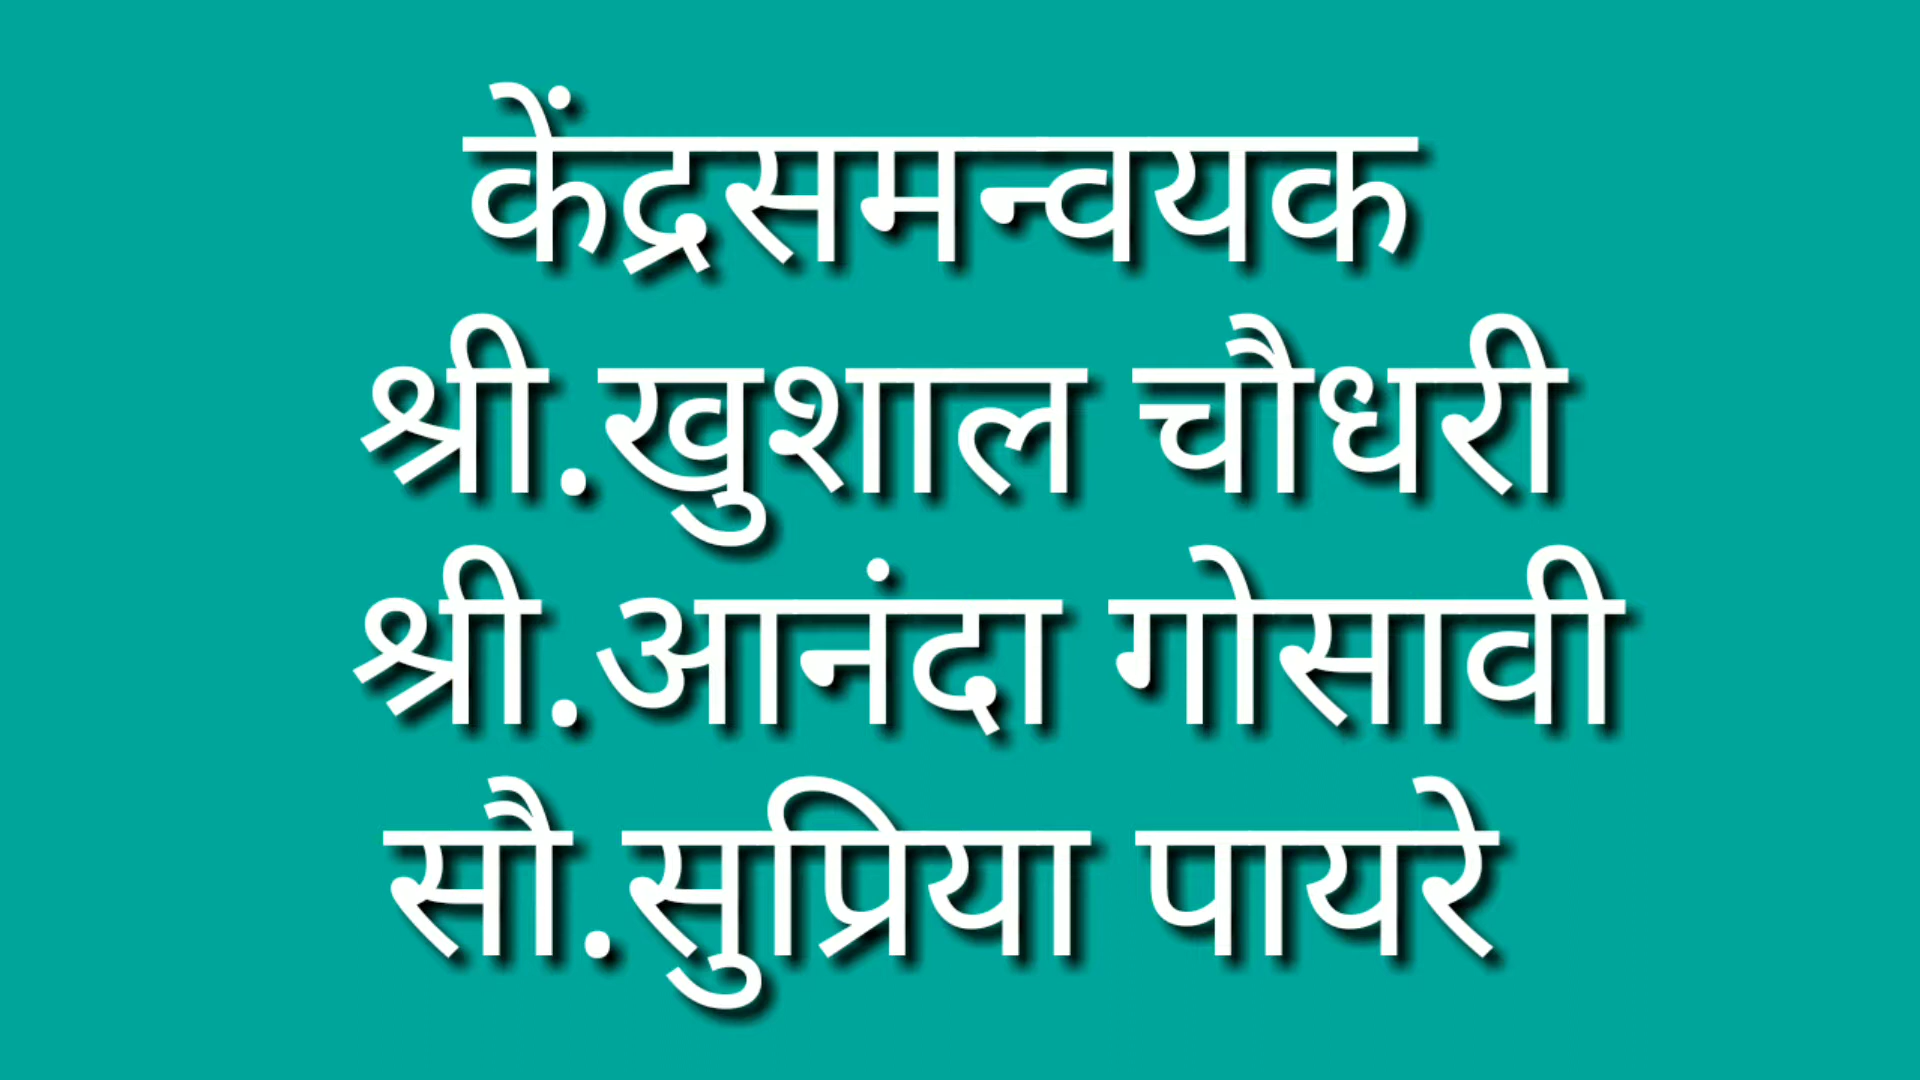 केंद्रसमन्वयक
श्री.खुशाल चौधरी
श्री.आनंदा गोसावी
सौ.सुप्रिया पायरे